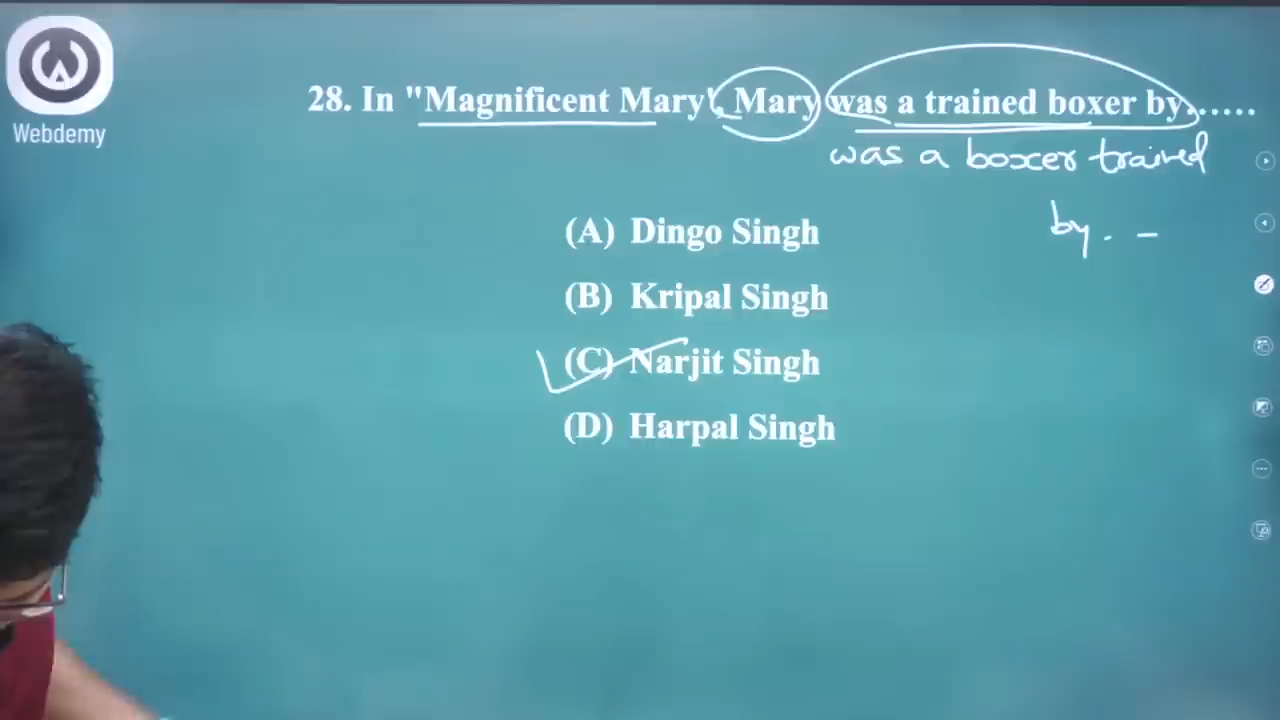 Webdemy
28. In "Magnificent Mary", Mary was a trained boxer by......
was a boxer trained
by. –
(A) Dingo Singh
(B) Kripal Singh
(C) Narjit Singh
(D) Harpal Singh